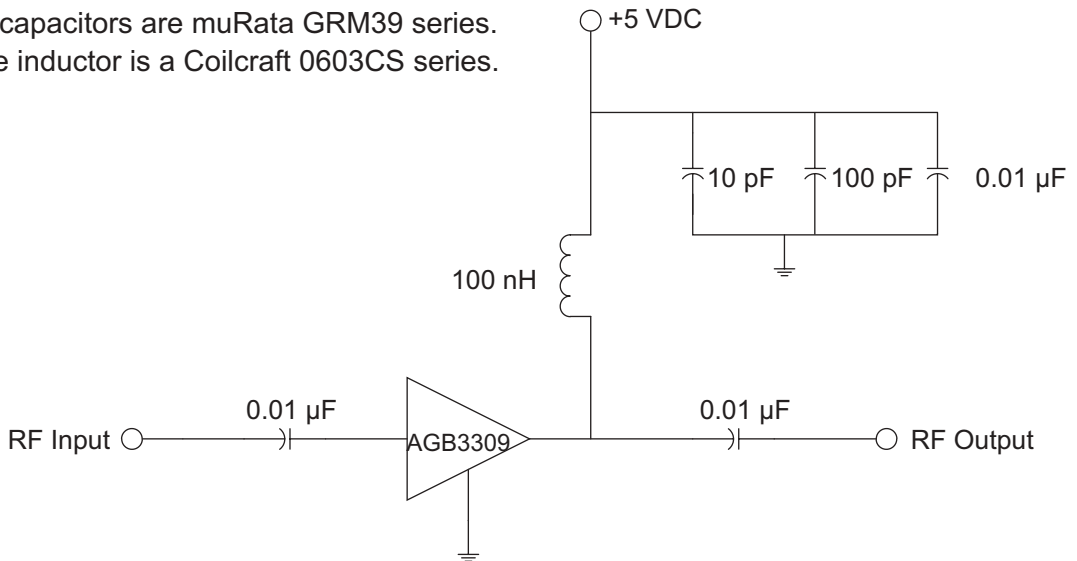 capacitors are muRata GRM39 series.
e inductor is a Coilcraft 0603CS series.
+5 VDC
10 pF
100 pF
0.01 µF
100 nH
0.01 µF
0.01 µF
RF Input
AGB3309
RF Output